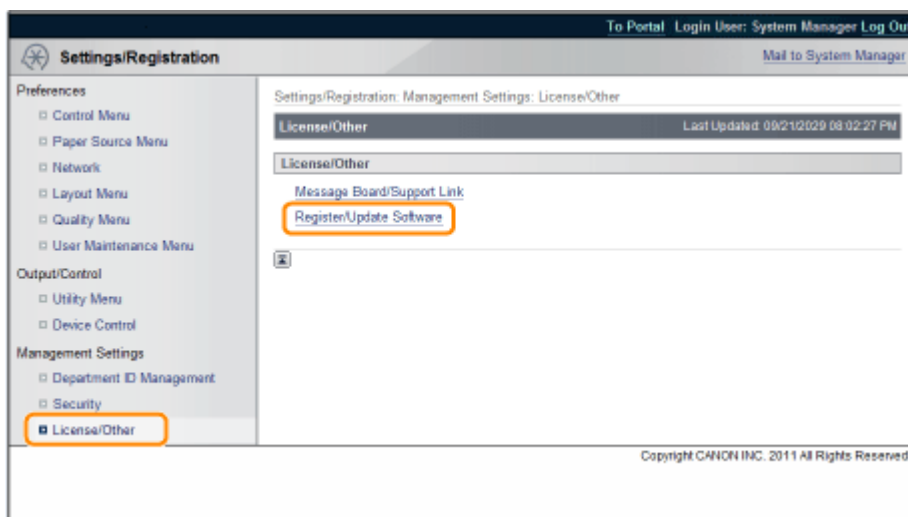 To Portal Login User: System Manager Log Ou
Settings/Registration
Mail to System Manager
Preferences
Control Menu
Paper Source Menu
Network
Layout Menu
Quality Menu
User Maintenance Menu
Output/Control
Utility Menu
Device Control
Management Settings
Department ID Management
Security
License/Other
Settings/Registration: Management Settings: License/Other
License/Other
Last Updated: 09/21/2029 08:02:27 PM
License/Other
Message Board/Support Link
Register/Update Software
Copyright CANON INC. 2011 All Rights Reserved